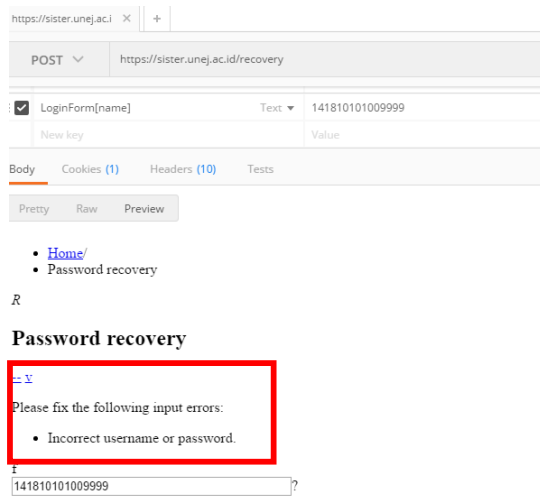 https://sister.unej.ac.i × +
POST https://sister.unej.ac.id/recovery
LoginForm[name] Text 141810101009999
New key Value
Body Cookies (1) Headers (10) Tests
Pretty Raw Preview
Home/
Password recovery
R
Password recovery
-- v
Please fix the following input errors:
Incorrect username or password.
f
141810101009999 ?